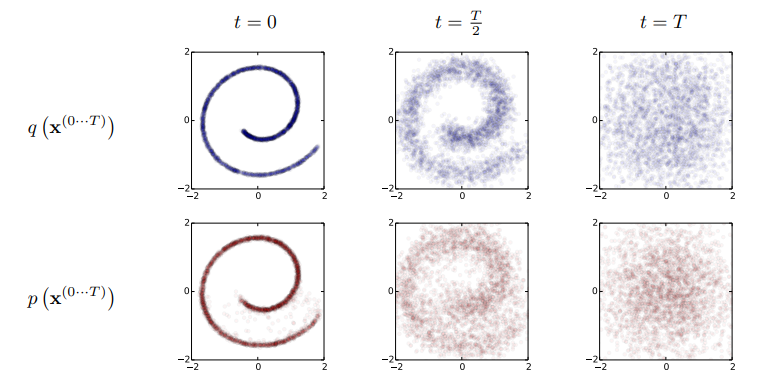 t = 0 t = T/2 t = T
2 2 2
q (x^(0···T)) 0 0 0
−2 −2 −2
−2 0 2 −2 0 2 −2 0 2
2 2 2
p (x^(0···T)) 0 0 0
−2 −2 −2
−2 0 2 −2 0 2 −2 0 2